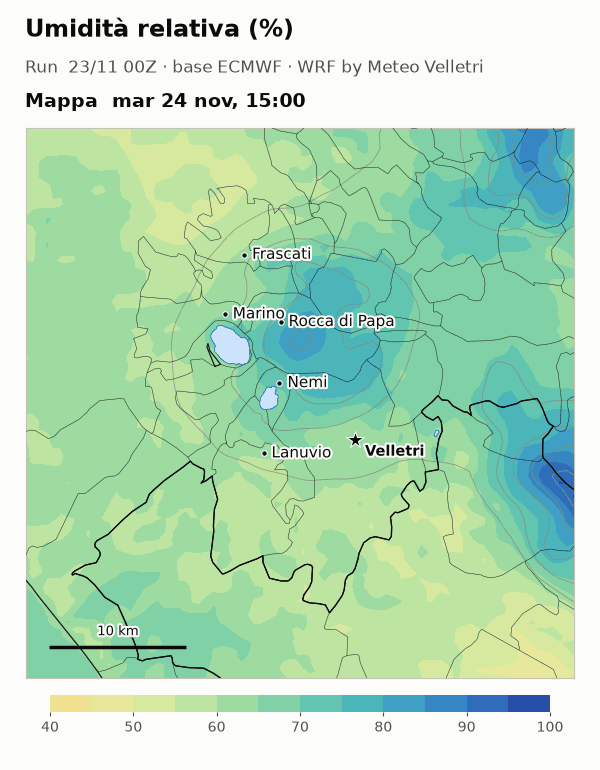 Umidità relativa (%)
Run  23/11 00Z · base ECMWF · WRF by Meteo Velletri
Mappa  mar 24 nov, 15:00
Frascati
Marino
Rocca di Papa
Nemi
Velletri
Lanuvio
10 km
40 50 60 70 80 90 100